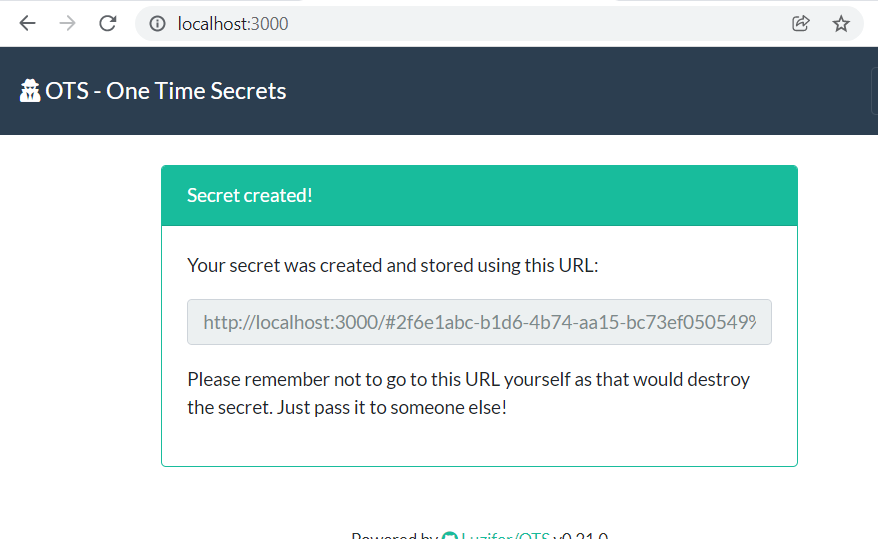 localhost:3000
OTS - One Time Secrets
Secret created!
Your secret was created and stored using this URL:
http://localhost:3000/#2f6e1abc-b1d6-4b74-aa15-bc73ef050549%
Please remember not to go to this URL yourself as that would destroy
the secret. Just pass it to someone else!
Powered by Luzifer/OTS v0.21.0